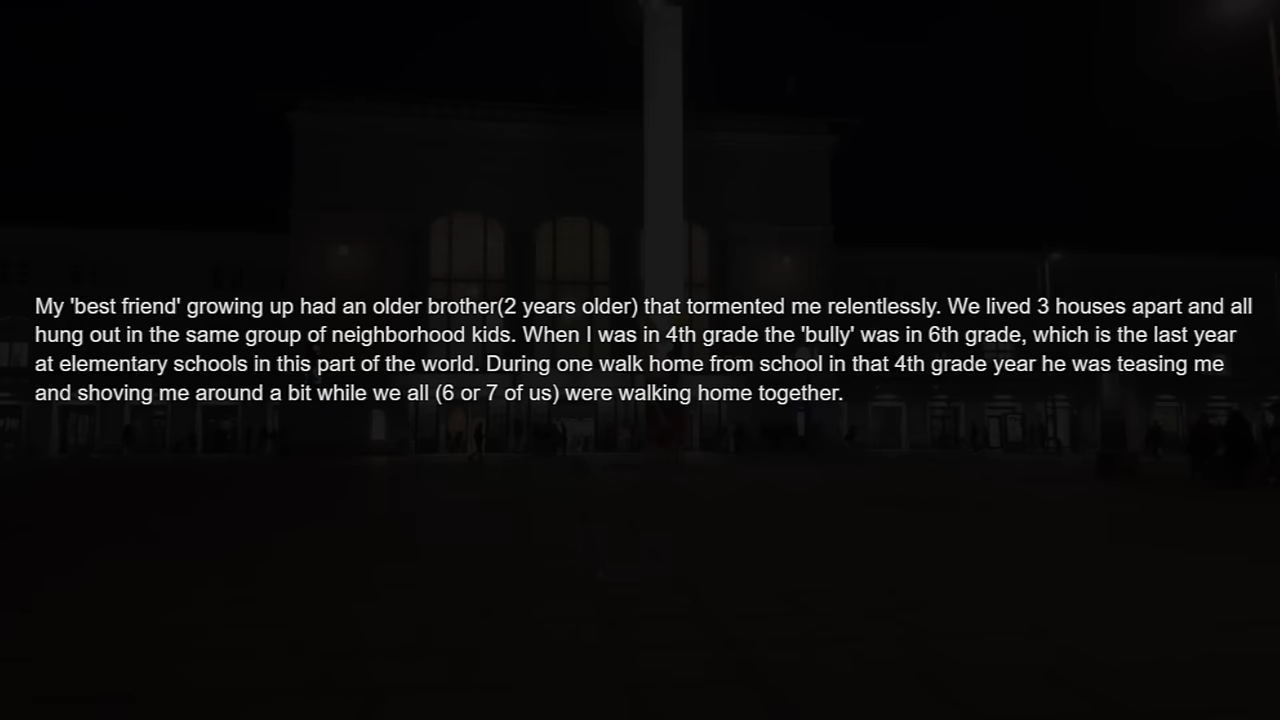 My 'best friend' growing up had an older brother(2 years older) that tormented me relentlessly. We lived 3 houses apart and all
hung out in the same group of neighborhood kids. When I was in 4th grade the 'bully' was in 6th grade, which is the last year
at elementary schools in this part of the world. During one walk home from school in that 4th grade year he was teasing me
and shoving me around a bit while we all (6 or 7 of us) were walking home together.